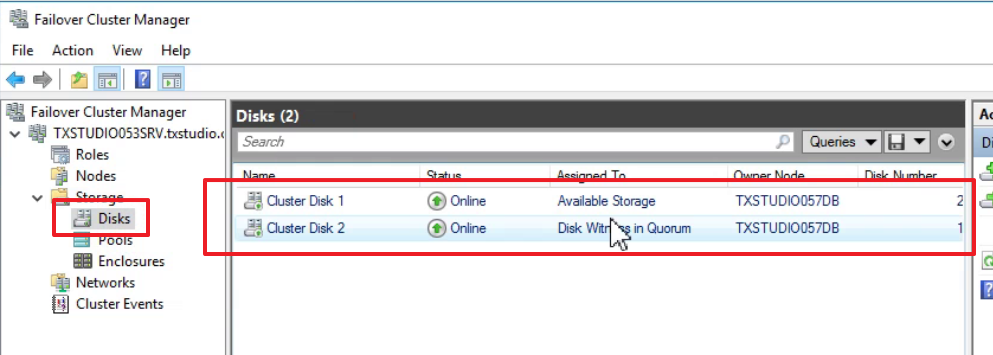 Failover Cluster Manager
File Action View Help
Failover Cluster Manager
TXSTUDIO053SRV.txstudio.c
Roles
Nodes
Storage
Disks
Pools
Enclosures
Networks
Cluster Events
Disks (2)
Search
Queries
Name Status Assigned To Owner Node Disk Number
Cluster Disk 1 Online Available Storage TXSTUDIO057DB 2
Cluster Disk 2 Online Disk Witness in Quorum TXSTUDIO057DB 1
Ac
Di